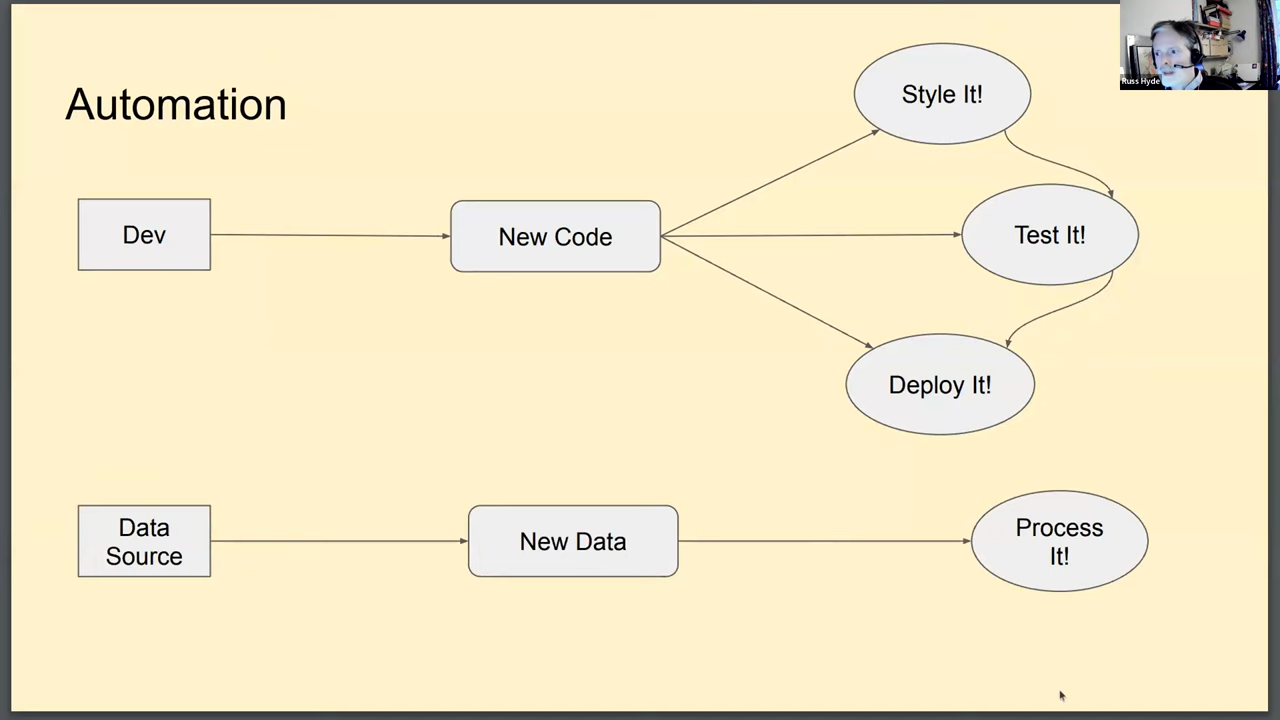 Automation
Style It!
Russ Hyde
Dev
New Code
Test It!
Deploy It!
Data
Source
New Data
Process
It!